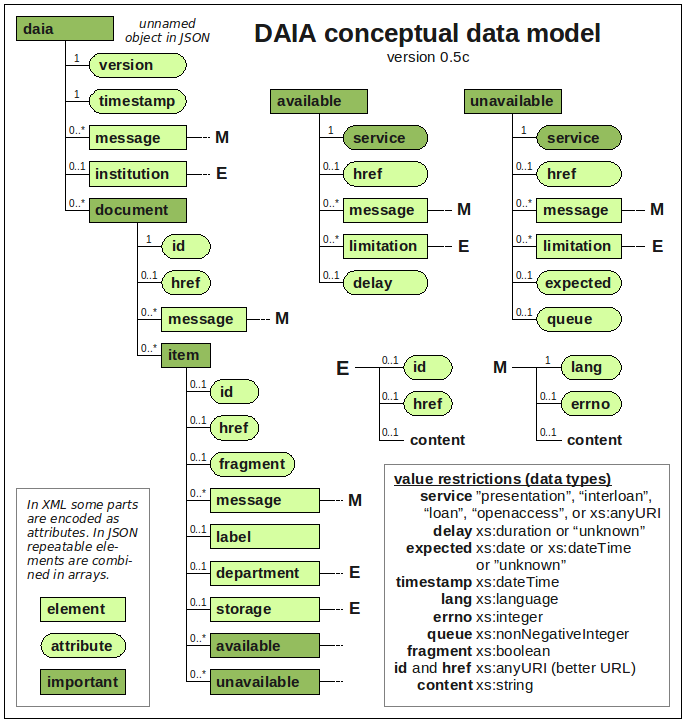 daia
unnamed
object in JSON
DAIA conceptual data model
version 0.5c
1 version
1 timestamp
0..* message M
0..1 institution E
0..* document
1 id
0..1 href
0..* message M
0..* item
0..1 id
0..1 href
0..1 fragment
0..* message M
0..1 label
0..1 department E
0..1 storage E
0..* available
0..* unavailable
available
1 service
0..1 href
0..* message M
0..* limitation E
0..1 delay
unavailable
1 service
0..1 href
0..* message M
0..* limitation E
0..1 expected
0..1 queue
E 0..1 id
0..1 href
0..1 content
M 1 lang
0..1 errno
0..1 content
In XML some parts
are encoded as
attributes. In JSON
repeatable ele-
ments are combi-
ned in arrays.
element
attribute
important
value restrictions (data types)
service ”presentation”, “interloan”,
“loan”, “openaccess”, or xs:anyURI
delay xs:duration or “unknown”
expected xs:date or xs:dateTime
or ”unknown”
timestamp xs:dateTime
lang xs:language
errno xs:integer
queue xs:nonNegativeInteger
fragment xs:boolean
id and href xs:anyURI (better URL)
content xs:string